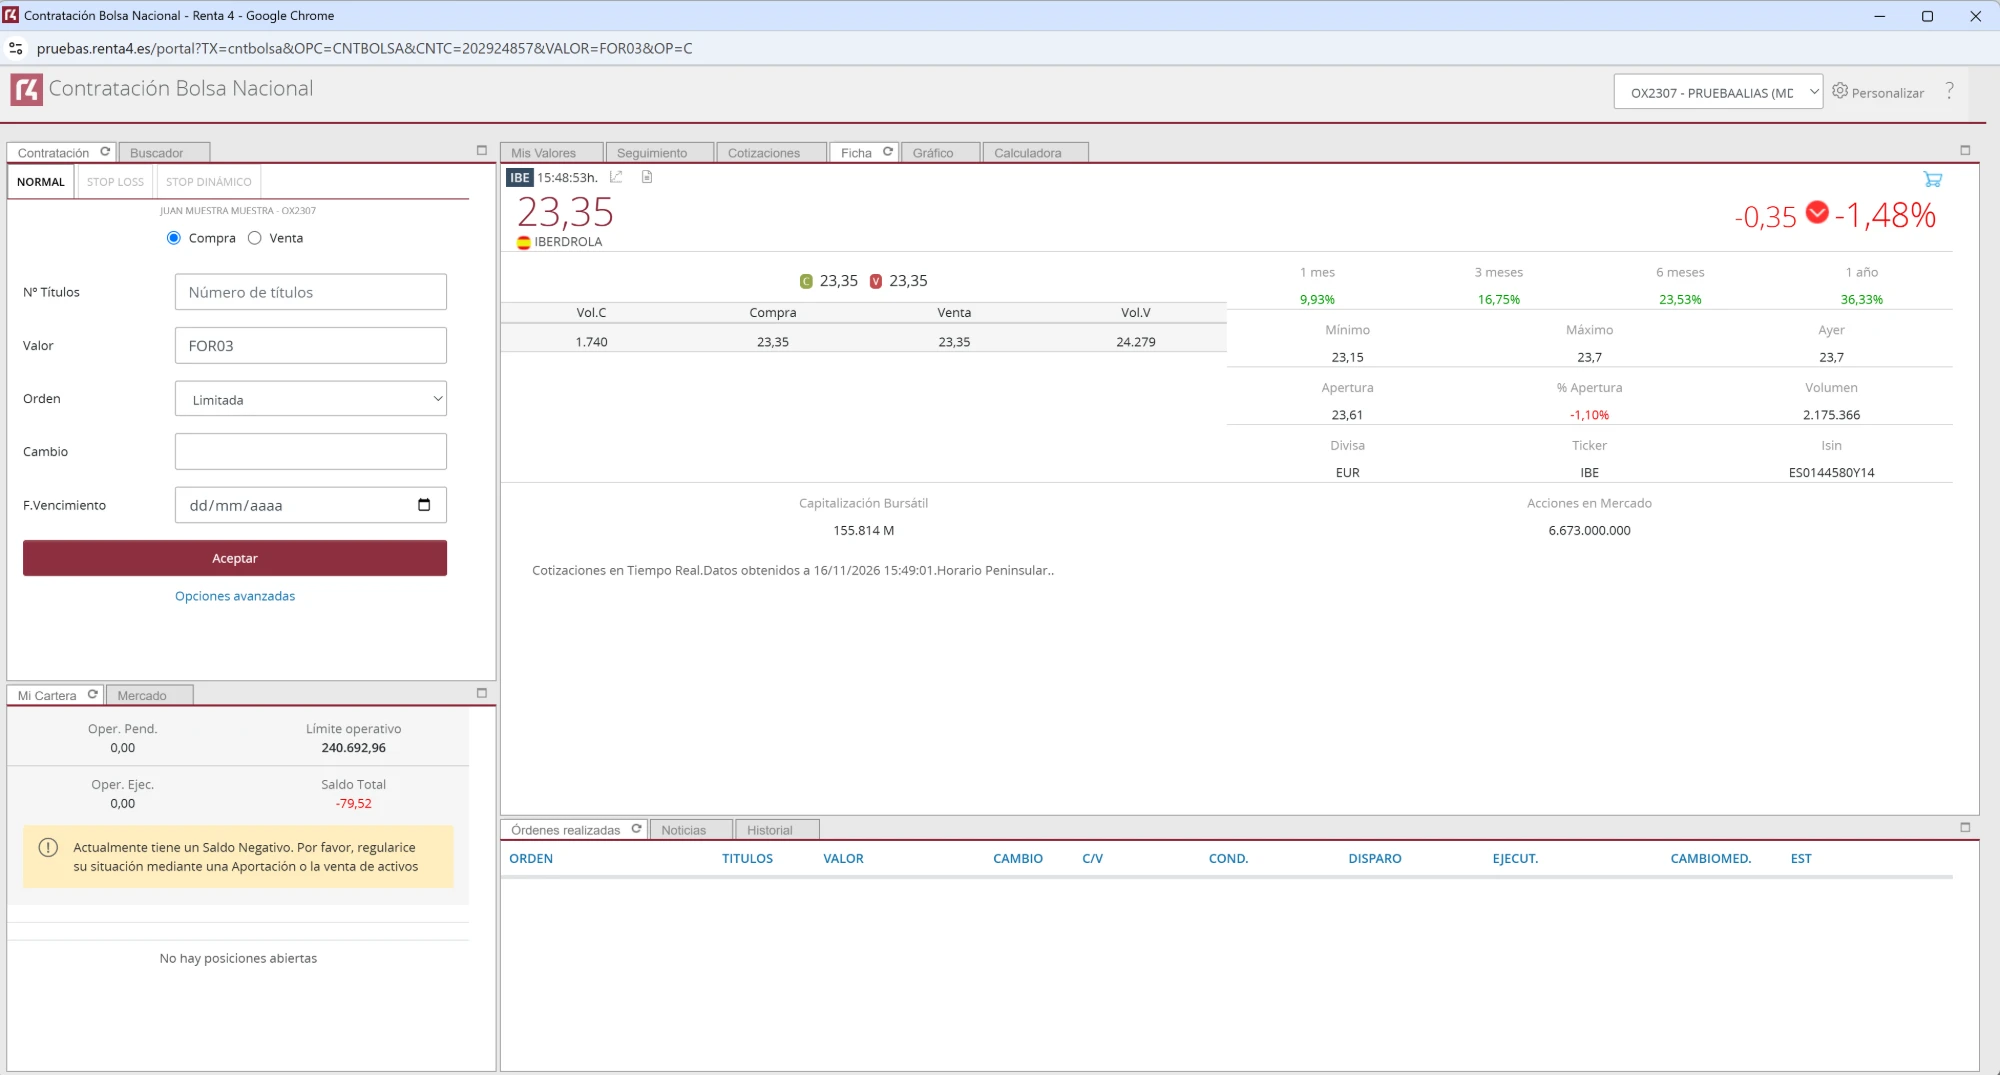 Contratación Bolsa Nacional - Renta 4 - Google Chrome
pruebas.renta4.es/portal?TX=cntbolsa&OPC=CNTBOLSA&CNTC=202924857&VALOR=FOR03&OP=C
Contratación Bolsa Nacional
OX2307 - PRUEBAALIAS (MD
Personalizar
?
Contratación
Buscador
NORMAL
STOP LOSS
STOP DINÁMICO
JUAN MUESTRA MUESTRA - OX2307
Compra
Venta
Nº Títulos
Número de títulos
Valor
FOR03
Orden
Limitada
Cambio
F.Vencimiento
dd/mm/aaaa
Aceptar
Opciones avanzadas
Mi Cartera
Mercado
Oper. Pend.
Límite operativo
0,00
240.692,96
Oper. Ejec.
Saldo Total
0,00
-79,52
Actualmente tiene un Saldo Negativo. Por favor, regularice
su situación mediante una Aportación o la venta de activos
No hay posiciones abiertas
Mis Valores
Seguimiento
Cotizaciones
Ficha
Gráfico
Calculadora
IBE 15:48:53h.
23,35
-0,35
-1,48%
IBERDROLA
C 23,35 V 23,35
Vol.C Compra Venta Vol.V
1.740 23,35 23,35 24.279
1 mes 3 meses 6 meses 1 año
9,93% 16,75% 23,53% 36,33%
Mínimo Máximo Ayer
23,15 23,7 23,7
Apertura % Apertura Volumen
23,61 -1,10% 2.175.366
Divisa Ticker Isin
EUR IBE ES0144580Y14
Capitalización Bursátil Acciones en Mercado
155.814 M 6.673.000.000
Cotizaciones en Tiempo Real.Datos obtenidos a 16/11/2026 15:49:01.Horario Peninsular..
Órdenes realizadas
Noticias
Historial
ORDEN TITULOS VALOR CAMBIO C/V COND. DISPARO EJECUT. CAMBIOMED. EST